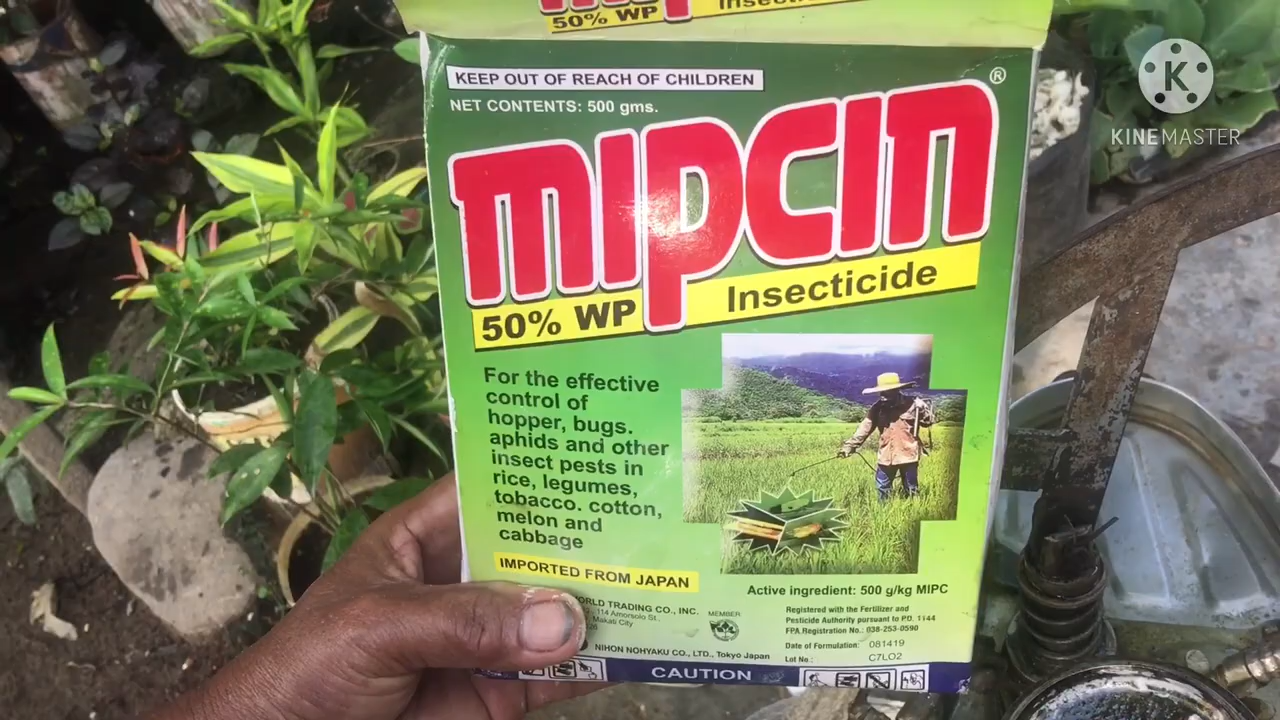 50% WP
KEEP OUT OF REACH OF CHILDREN
NET CONTENTS: 500 gms.
mipcin®
50% WP Insecticide
For the effective
control of
hopper, bugs.
aphids and other
insect pests in
rice, legumes,
tobacco. cotton,
melon and
cabbage
IMPORTED FROM JAPAN
Active ingredient: 500 g/kg MIPC
TRADING CO., INC.
114 Amorsolo St.,
Makati City
MEMBER
NIHON NOHYAKU CO., LTD., Tokyo Japan
Registered with the Fertilizer and
Pesticide Authority pursuant to P.D. 1144
FPA Registration No.: 038-253-0590
Date of Formulation: 081419
Lot No.: C7LO2
CAUTION
K
KINEMASTER